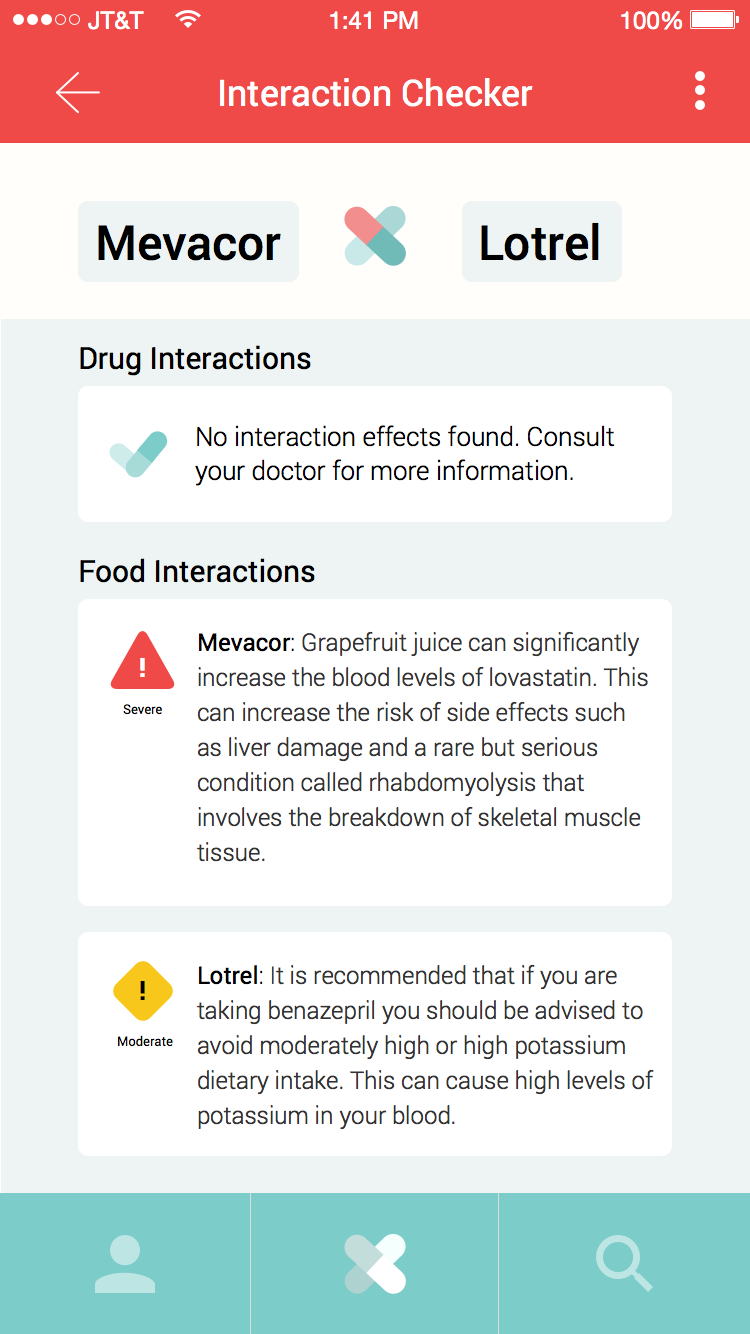 JT&T 1:41 PM 100%
Interaction Checker
Mevacor Lotrel
Drug Interactions
No interaction effects found. Consult
your doctor for more information.
Food Interactions
Mevacor: Grapefruit juice can significantly
increase the blood levels of lovastatin. This
can increase the risk of side effects such
as liver damage and a rare but serious
condition called rhabdomyolysis that
involves the breakdown of skeletal muscle
tissue.
!
Severe
Lotrel: It is recommended that if you are
taking benazepril you should be advised to
avoid moderately high or high potassium
dietary intake. This can cause high levels of
potassium in your blood.
!
Moderate